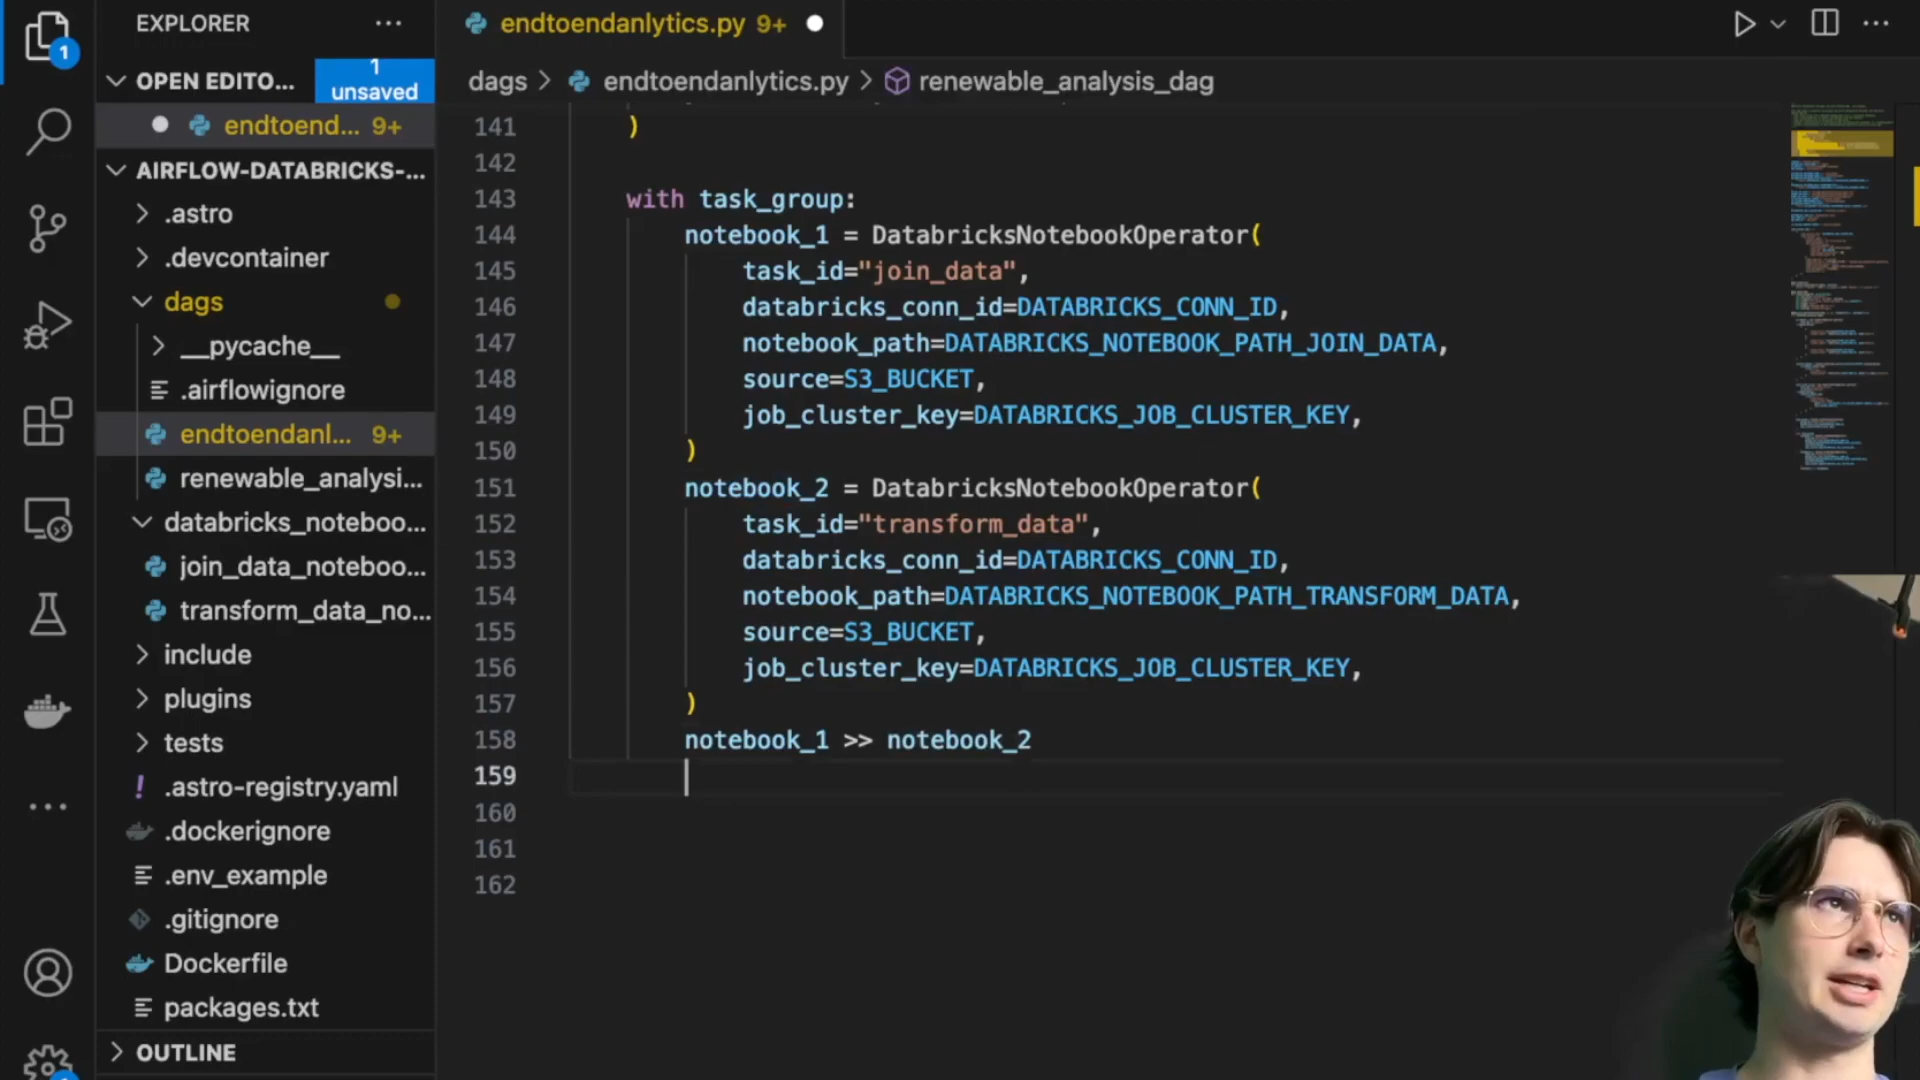 EXPLORER
OPEN EDITO...
1 unsaved
endtoend... 9+
AIRFLOW-DATABRICKS-...
.astro
.devcontainer
dags
__pycache__
.airflowignore
endtoendanl... 9+
renewable_analysi...
databricks_noteboo...
join_data_noteboo...
transform_data_no...
include
plugins
tests
.astro-registry.yaml
.dockerignore
.env_example
.gitignore
Dockerfile
packages.txt
OUTLINE
1
endtoendanlytics.py 9+
dags > endtoendanlytics.py > renewable_analysis_dag
141 )
142
143 with task_group:
144 notebook_1 = DatabricksNotebookOperator(
145 task_id="join_data",
146 databricks_conn_id=DATABRICKS_CONN_ID,
147 notebook_path=DATABRICKS_NOTEBOOK_PATH_JOIN_DATA,
148 source=S3_BUCKET,
149 job_cluster_key=DATABRICKS_JOB_CLUSTER_KEY,
150 )
151 notebook_2 = DatabricksNotebookOperator(
152 task_id="transform_data",
153 databricks_conn_id=DATABRICKS_CONN_ID,
154 notebook_path=DATABRICKS_NOTEBOOK_PATH_TRANSFORM_DATA,
155 source=S3_BUCKET,
156 job_cluster_key=DATABRICKS_JOB_CLUSTER_KEY,
157 )
158 notebook_1 >> notebook_2
159
160
161
162